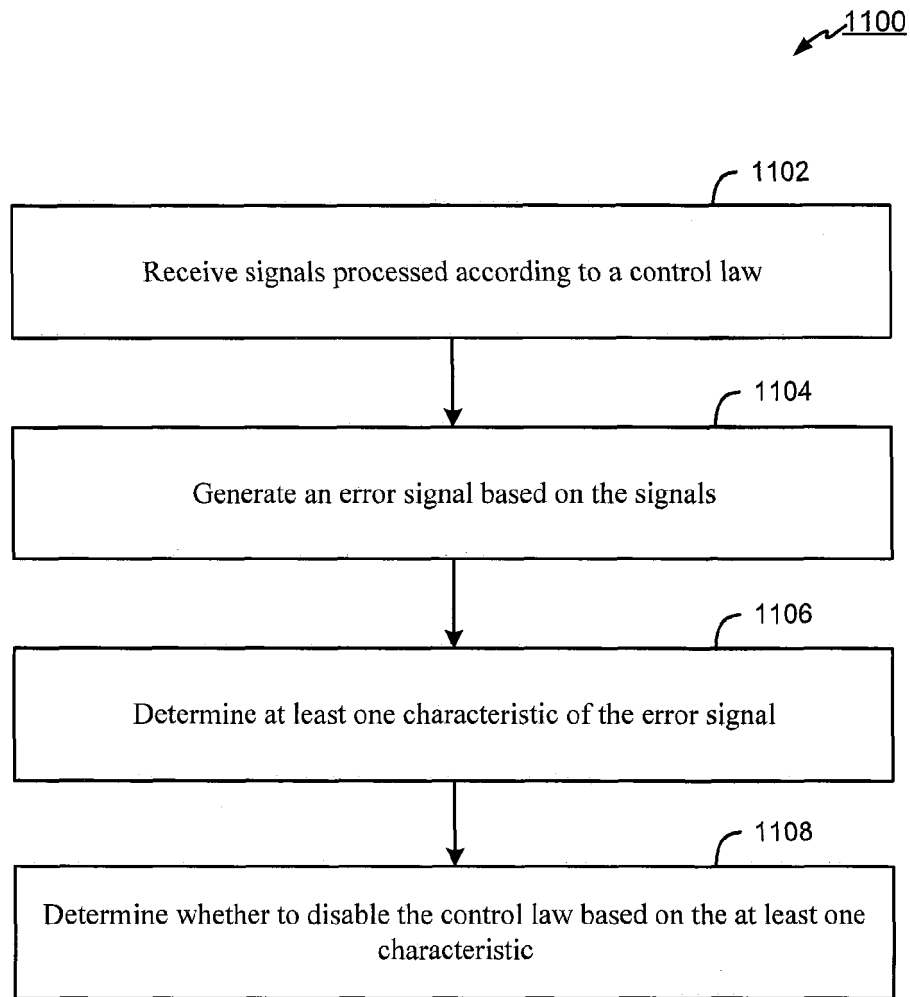 1100
1102
Receive signals processed according to a control law
1104
Generate an error signal based on the signals
1106
Determine at least one characteristic of the error signal
1108
Determine whether to disable the control law based on the at least one
characteristic